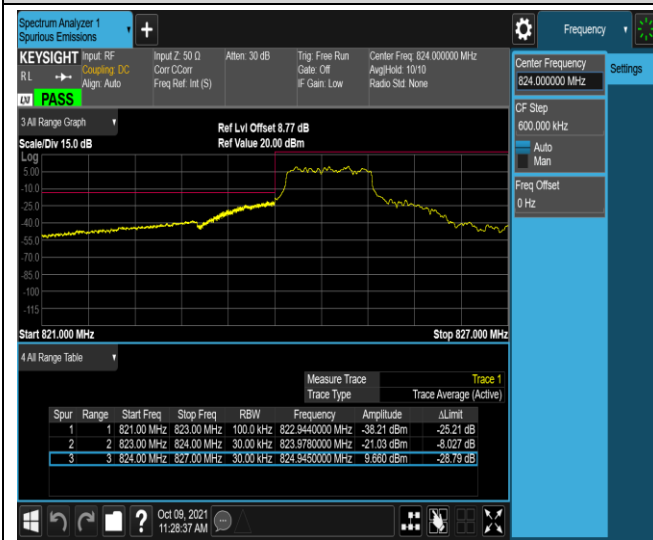 Spectrum Analyzer 1
Spurious Emissions
Frequency
KEYSIGHT Input: RF Input Z: 50 Ω Atten: 30 dB Trig: Free Run Center Freq: 824.000000 MHz
RL Coupling: DC Corr CCorr Gate: Off Avg|Hold: 10/10
Align: Auto Freq Ref: Int (S) IF Gain: Low Radio Std: None
LXI PASS
Center Frequency
824.000000 MHz
Settings
CF Step
600.000 kHz
Auto
Man
Freq Offset
0 Hz
3 All Range Graph
Ref Lvl Offset 8.77 dB
Scale/Div 15.0 dB Ref Value 20.00 dBm
Log
5.00
-10.0
-25.0
-40.0
-55.0
-70.0
-85.0
-100
-115
Start 821.000 MHz Stop 827.000 MHz
4 All Range Table
Measure Trace Trace 1
Trace Type Trace Average (Active)
Spur Range Start Freq Stop Freq RBW Frequency Amplitude ΔLimit
1 1 821.00 MHz 823.00 MHz 100.0 kHz 822.9440000 MHz -38.21 dBm -25.21 dB
2 2 823.00 MHz 824.00 MHz 30.00 kHz 823.9780000 MHz -21.03 dBm -8.027 dB
3 3 824.00 MHz 827.00 MHz 30.00 kHz 824.9450000 MHz 9.660 dBm -28.79 dB
Oct 09, 2021
11:28:37 AM